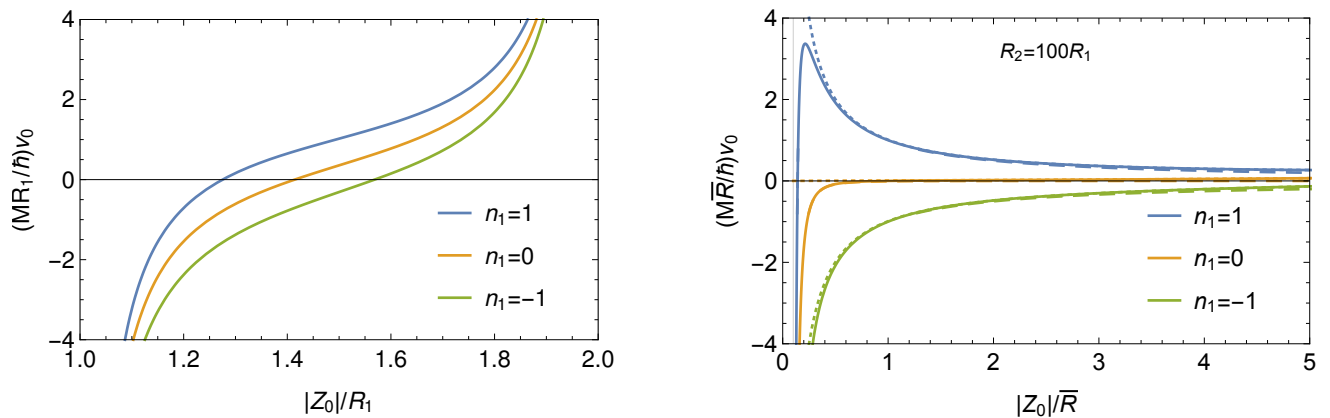 4
2
0
−2
−4
1.0 1.2 1.4 1.6 1.8 2.0
(MR₁/ℏ)v₀
|Z₀|/R₁
n₁=1
n₁=0
n₁=-1
4
2
0
−2
−4
0 1 2 3 4 5
(MR̅/ℏ)v₀
|Z₀|/R̅
R₂=100R₁
n₁=1
n₁=0
n₁=-1